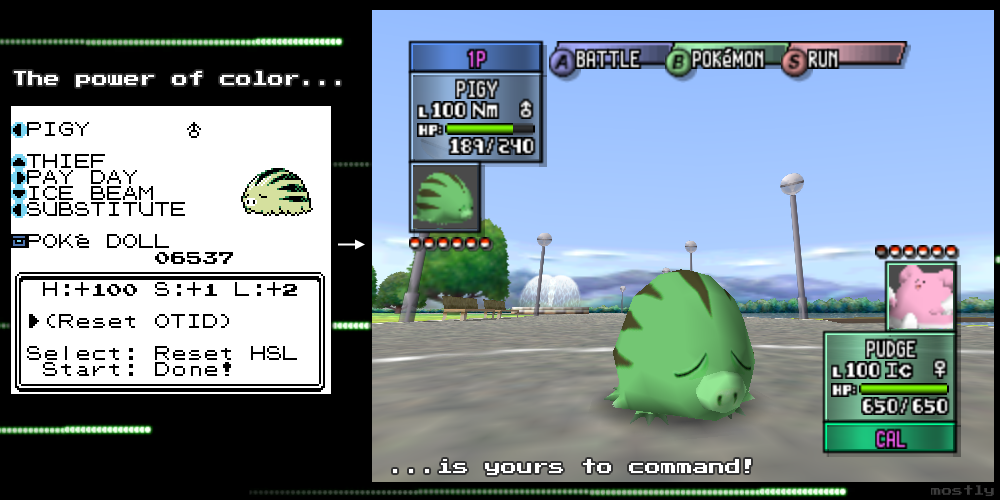 The power of color...
PIGY ♂
THIEF
PAY DAY
ICE BEAM
SUBSTITUTE
POKé DOLL
06537
H:+100 S:+1 L:+2
(Reset OTID)
Select: Reset HSL
Start: Done!
1P
PIGY
L100 Nm ♂
HP:
189/240
A BATTLE B POKéMON S RUN
PUDGE
L100 Ic ♀
HP:
650/650
CAL
...is yours to command!
mostly